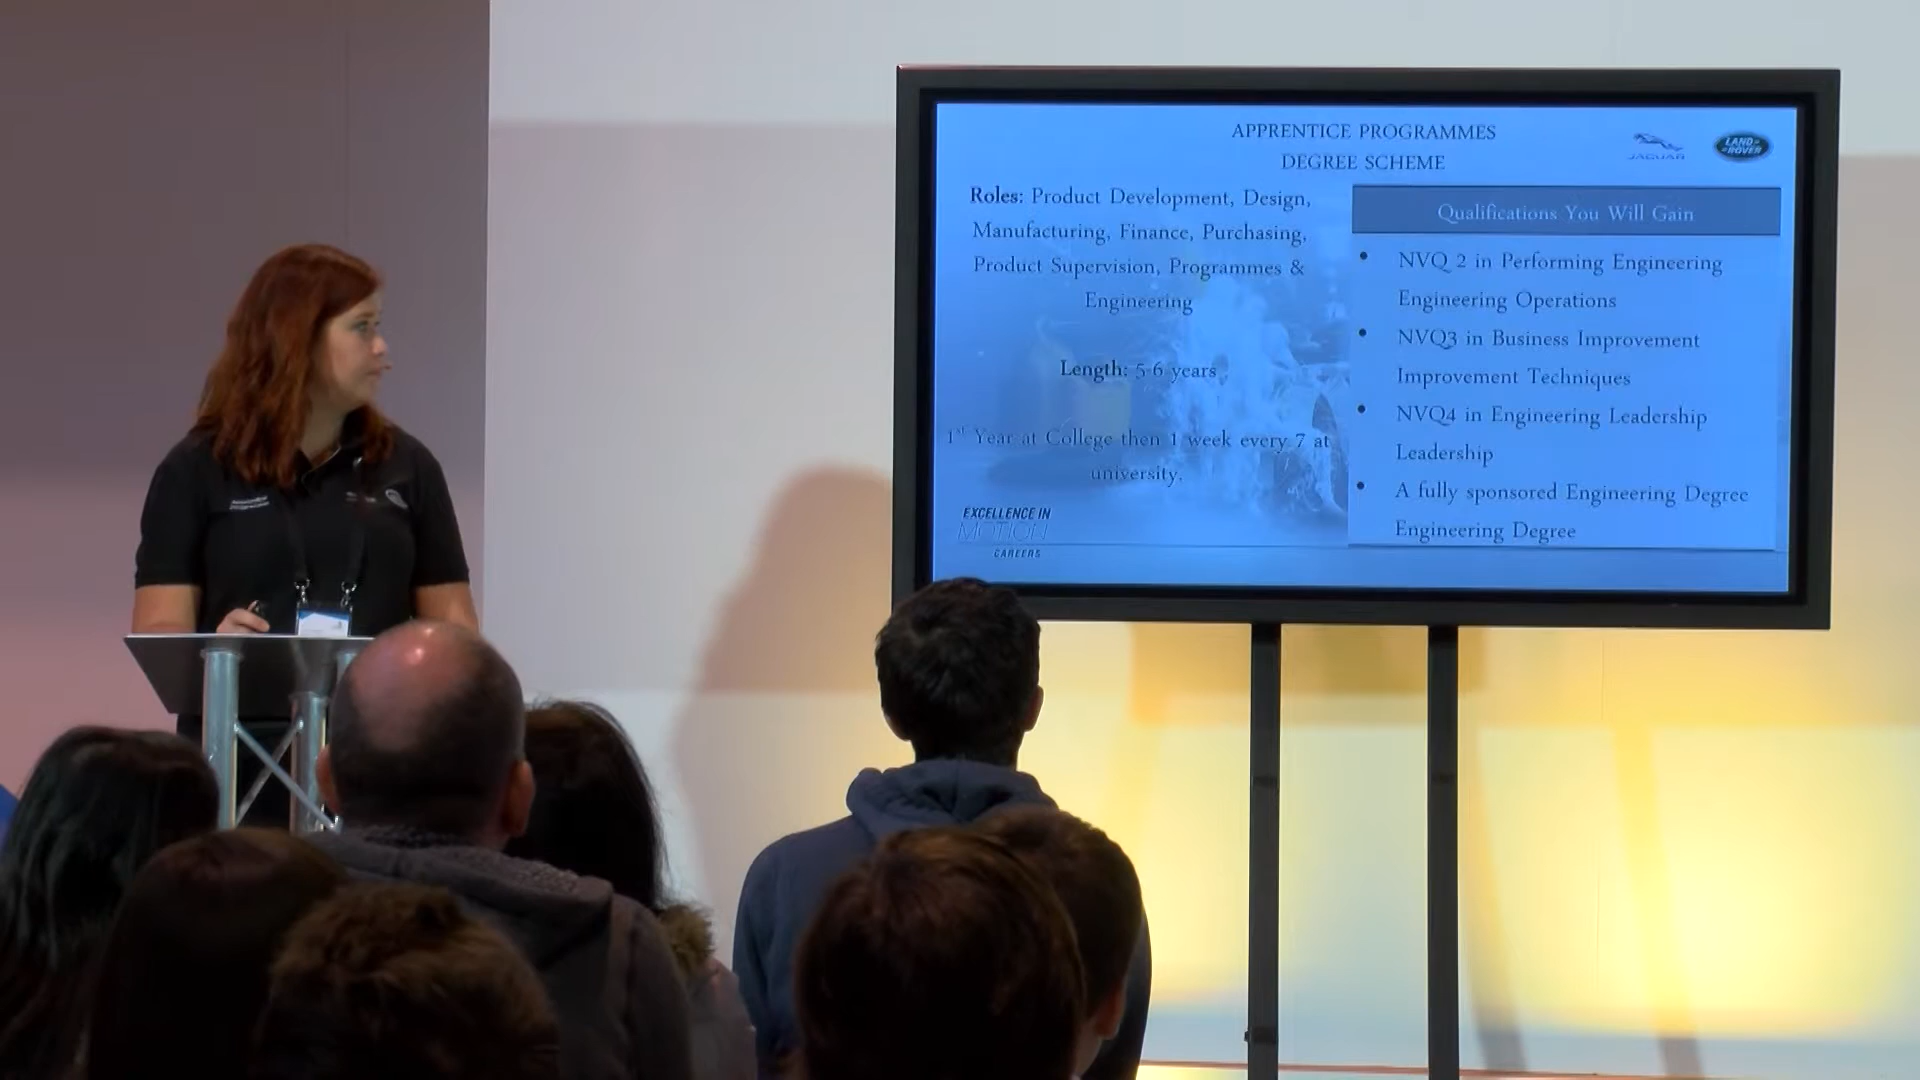 APPRENTICE PROGRAMMES
DEGREE SCHEME
JAGUAR
LAND ROVER
Roles: Product Development, Design,
Manufacturing, Finance, Purchasing,
Product Supervision, Programmes &
Engineering
Length: 5-6 years
1st Year at College then 1 week every 7 at
university.
EXCELLENCE IN
MOTION
CAREERS
Qualifications You Will Gain
• NVQ 2 in Performing Engineering
Engineering Operations
• NVQ3 in Business Improvement
Improvement Techniques
• NVQ4 in Engineering Leadership
Leadership
• A fully sponsored Engineering Degree
Engineering Degree